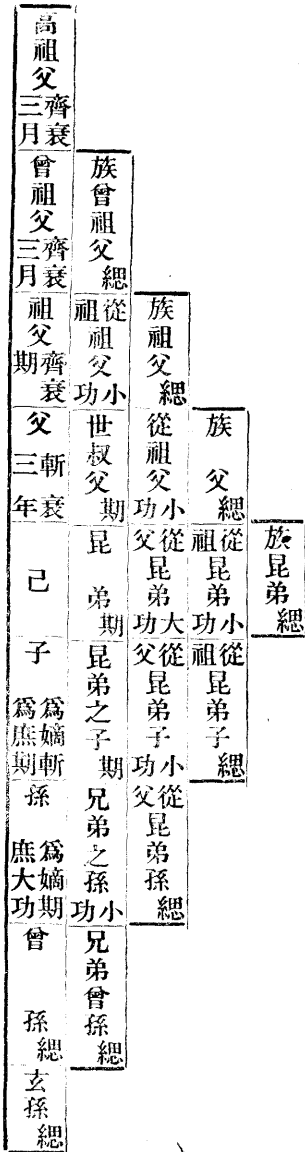 高祖父齊衰三月
曾祖父齊衰三月
族曾祖父緦
祖父齊衰期
從祖祖父小功
族祖父緦
父斬衰三年
世叔父期
從祖父小功
族父緦
己
昆弟期
從父昆弟大功
從祖昆弟小功
族昆弟緦
子爲嫡斬爲庶期
昆弟之子期
從父昆弟子小功
從祖昆弟子緦
孫爲嫡期庶大功
兄弟之孫小功
從父昆弟孫緦
曾孫緦
兄弟曾孫緦
玄孫緦